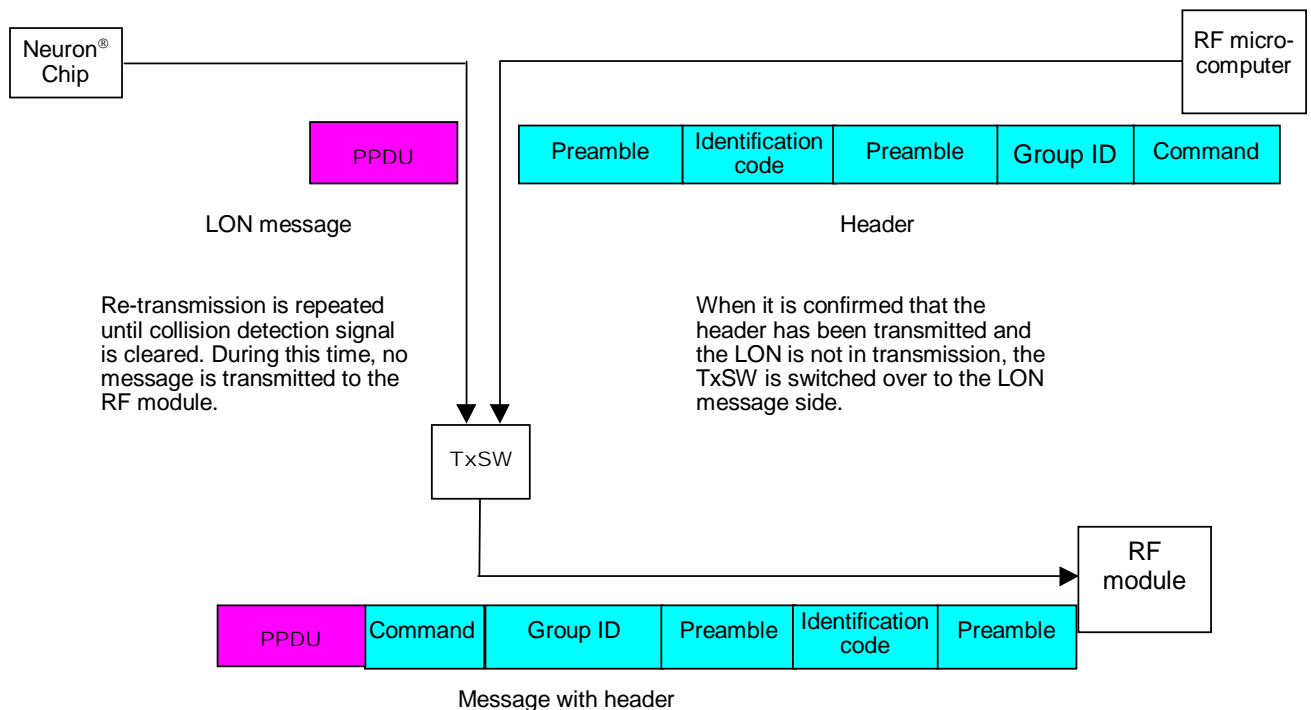 Neuron®
Chip
RF micro-
computer
PPDU
Preamble
Identification
code
Preamble
Group ID
Command
LON message
Header
Re-transmission is repeated
until collision detection signal
is cleared. During this time, no
message is transmitted to the
RF module.
When it is confirmed that the
header has been transmitted and
the LON is not in transmission, the
TxSW is switched over to the LON
message side.
TxSW
RF
module
PPDU
Command
Group ID
Preamble
Identification
code
Preamble
Message with header